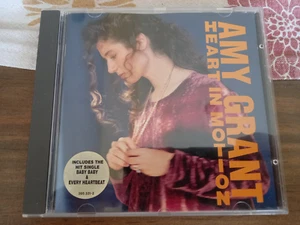 AMY GRANT
HEART IN MOTION
INCLUDES THE
HIT SINGLE
BABY BABY
&
EVERY HEARTBEAT